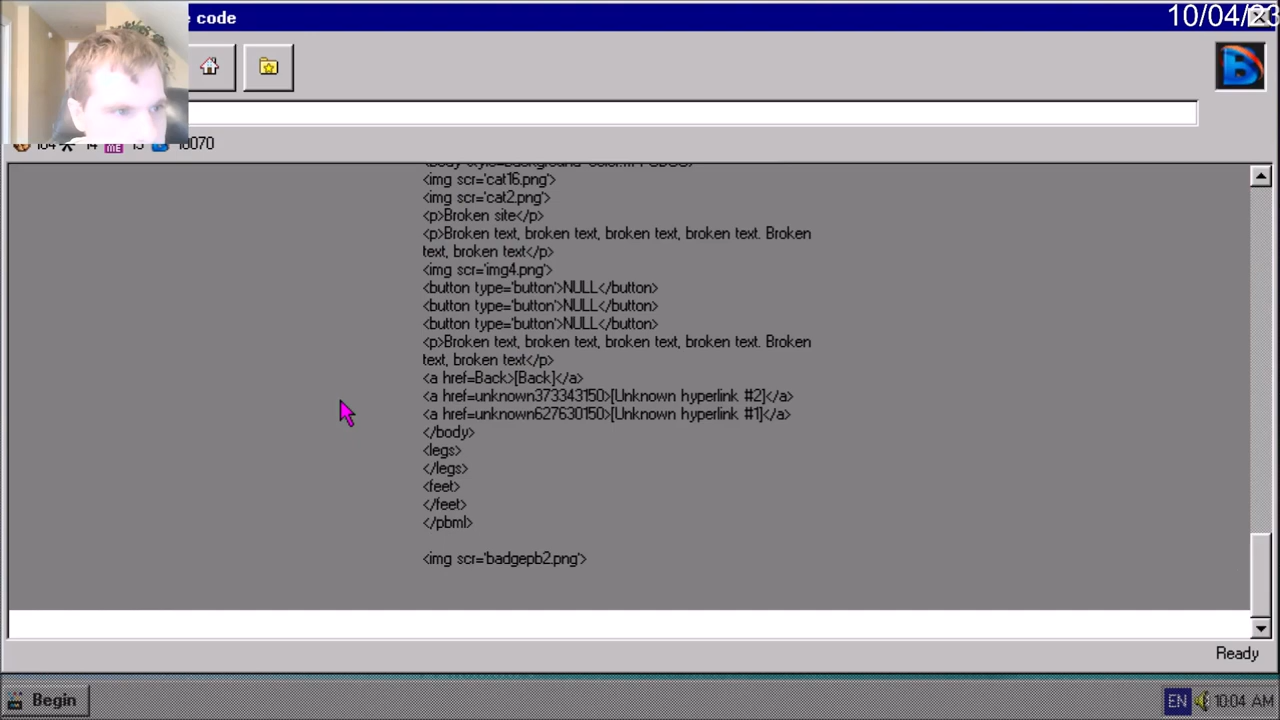 e code
10/04/23
14
10070
<img scr='cat16.png'>
<img scr='cat2.png'>
<p>Broken site</p>
<p>Broken text, broken text, broken text, broken text. Broken
text, broken text</p>
<img scr='img4.png'>
<button type='button'>NULL</button>
<button type='button'>NULL</button>
<button type='button'>NULL</button>
<p>Broken text, broken text, broken text, broken text. Broken
text, broken text</p>
<a href=Back>[Back]</a>
<a href=unknown373343150>[Unknown hyperlink #2]</a>
<a href=unknown627630150>[Unknown hyperlink #1]</a>
</body>
<legs>
</legs>
<feet>
</feet>
</pbml>
<img scr='badgepb2.png'>
Ready
Begin
EN
10:04 AM